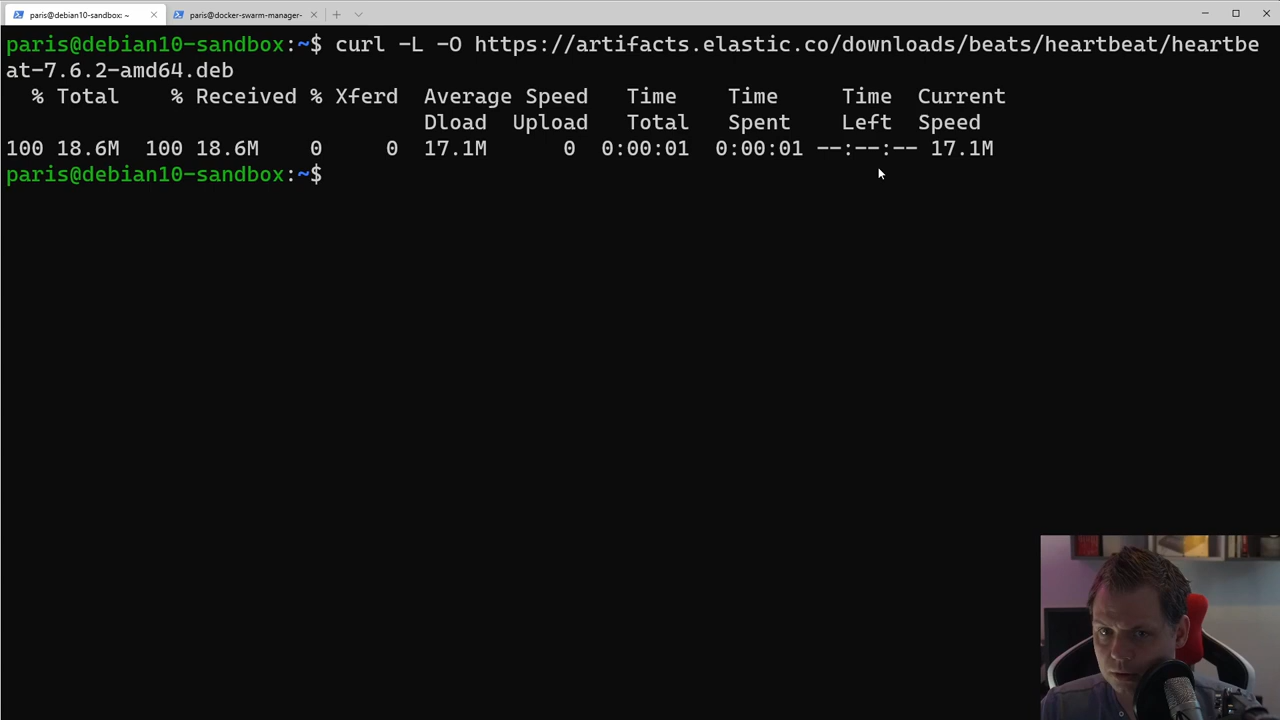 paris@debian10-sandbox: ~
paris@docker-swarm-manager-
paris@debian10-sandbox:~$ curl -L -O https://artifacts.elastic.co/downloads/beats/heartbeat/heartbe
at-7.6.2-amd64.deb
% Total % Received % Xferd Average Speed Time Time Time Current
Dload Upload Total Spent Left Speed
100 18.6M 100 18.6M 0 0 17.1M 0 0:00:01 0:00:01 --:--:-- 17.1M
paris@debian10-sandbox:~$